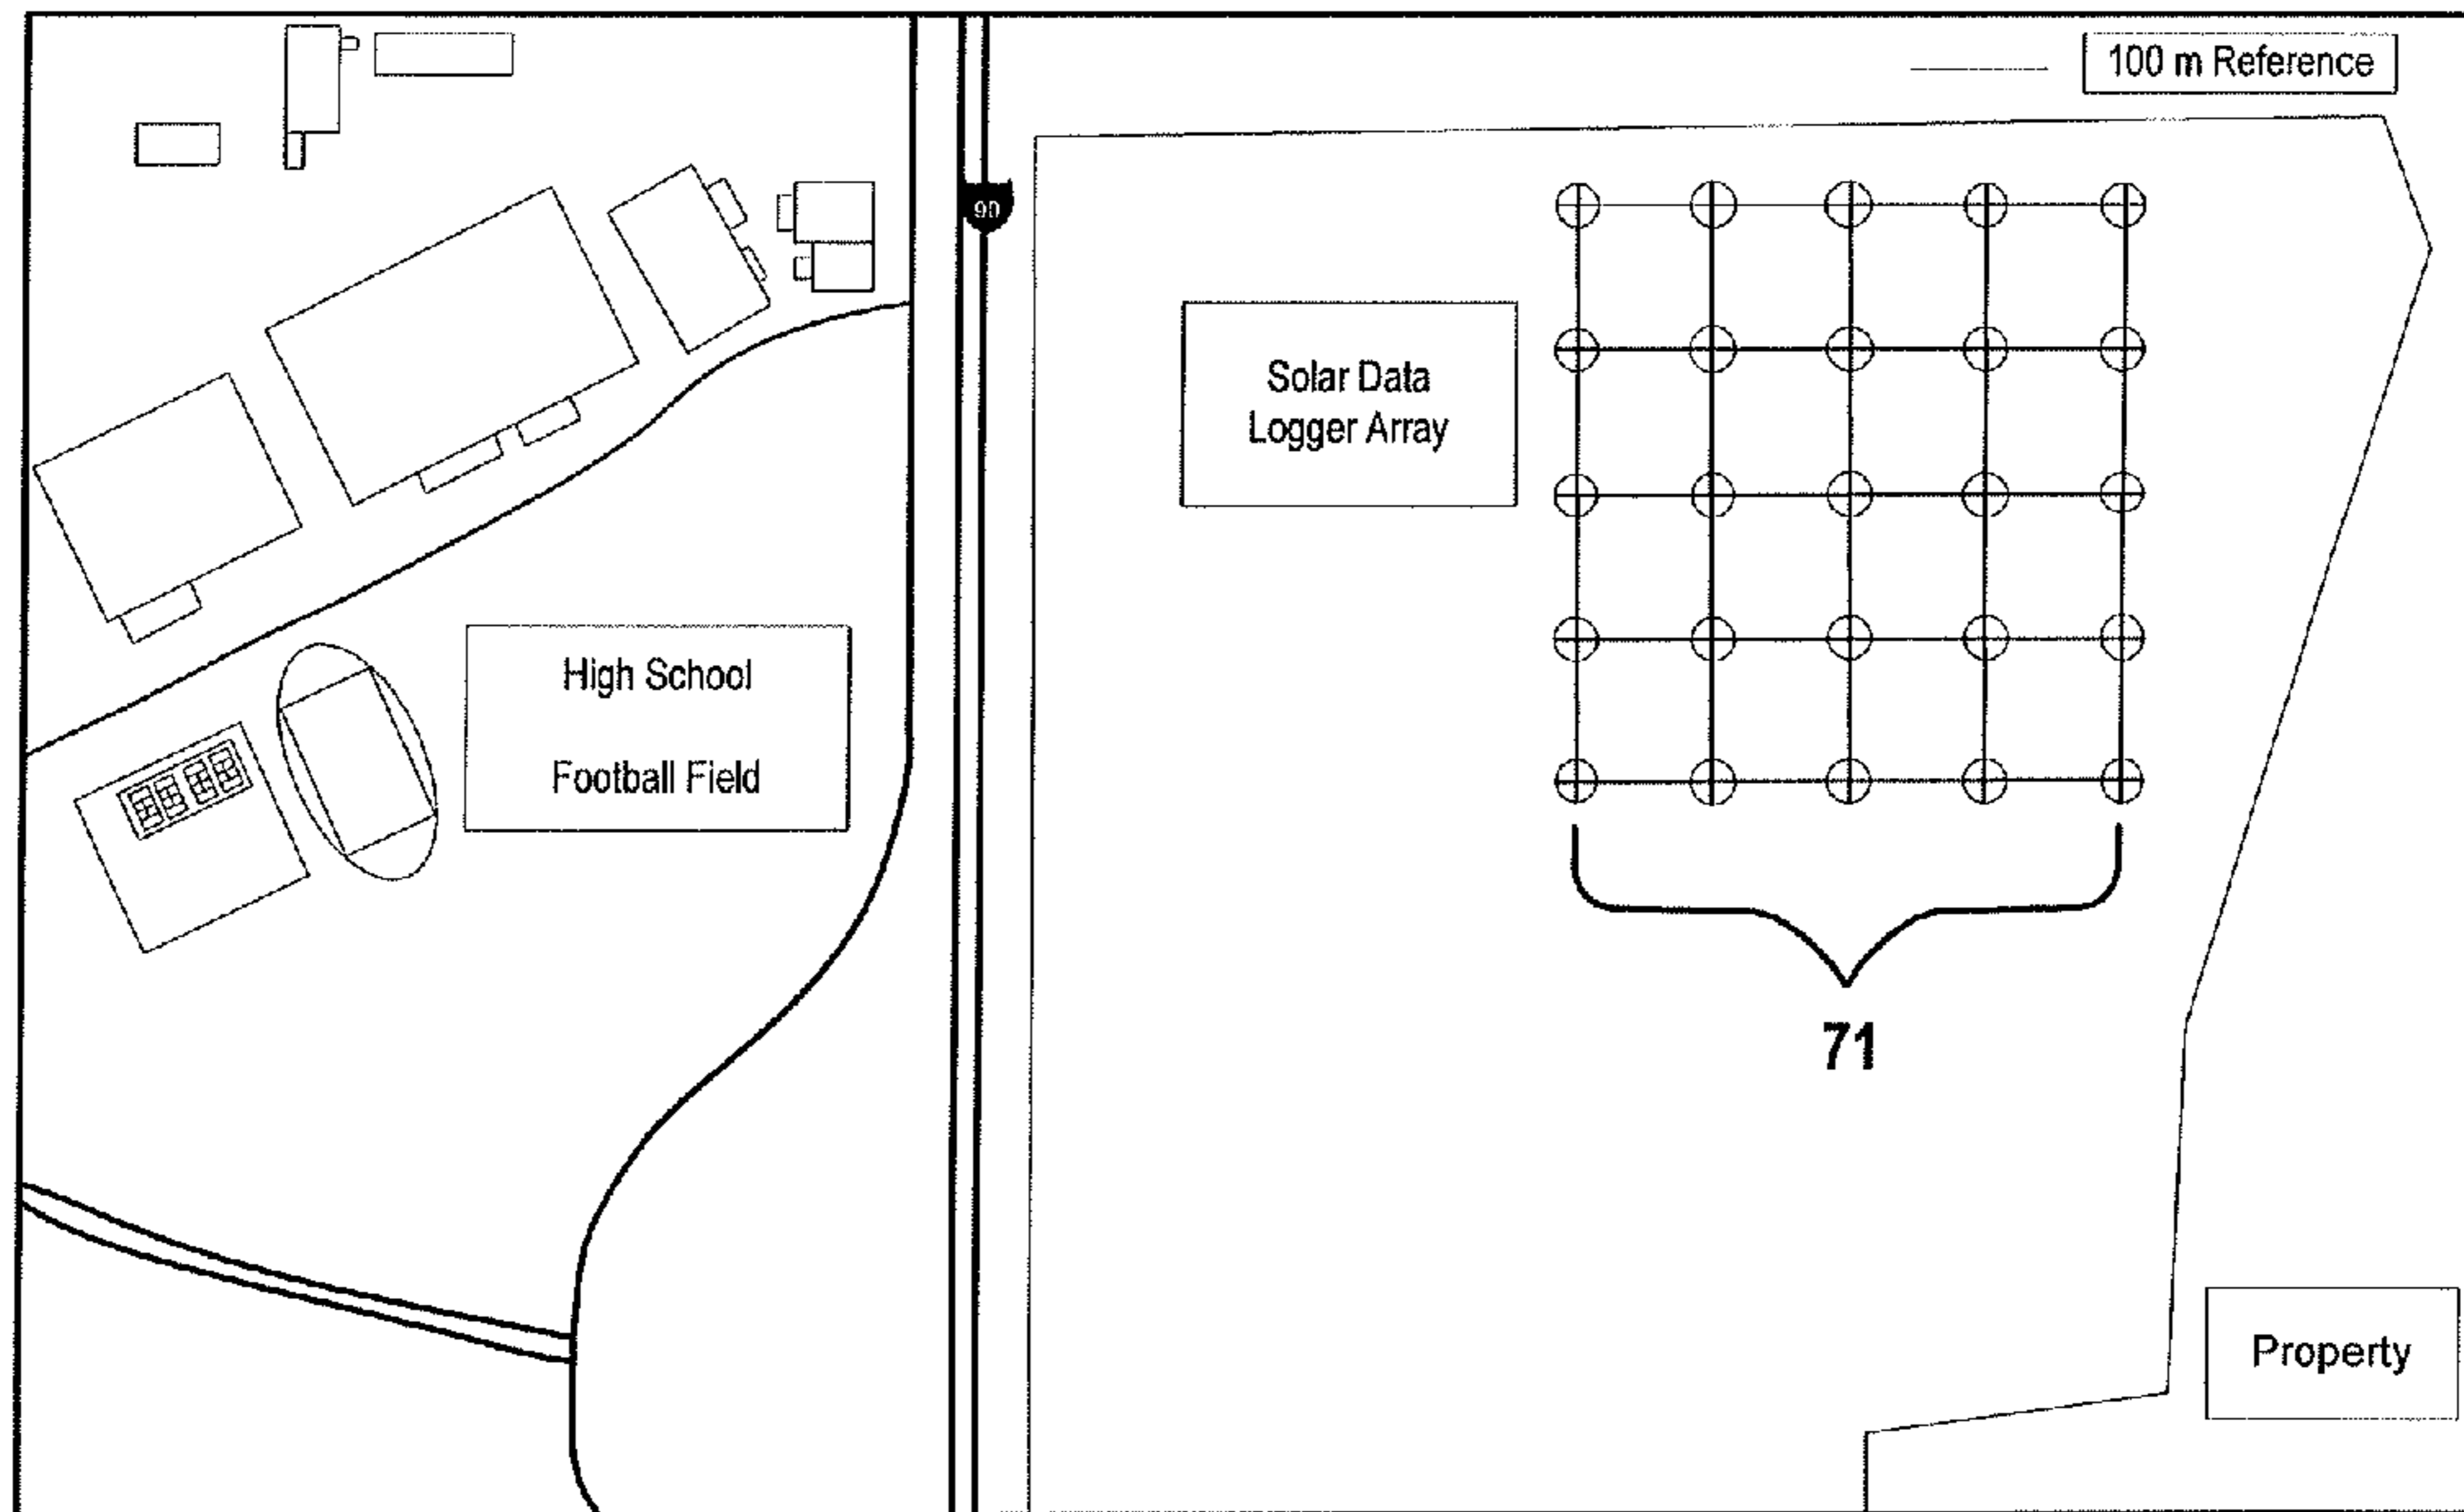 100 m Reference
90
Solar Data
Logger Array
High School
Football Field
71
Property